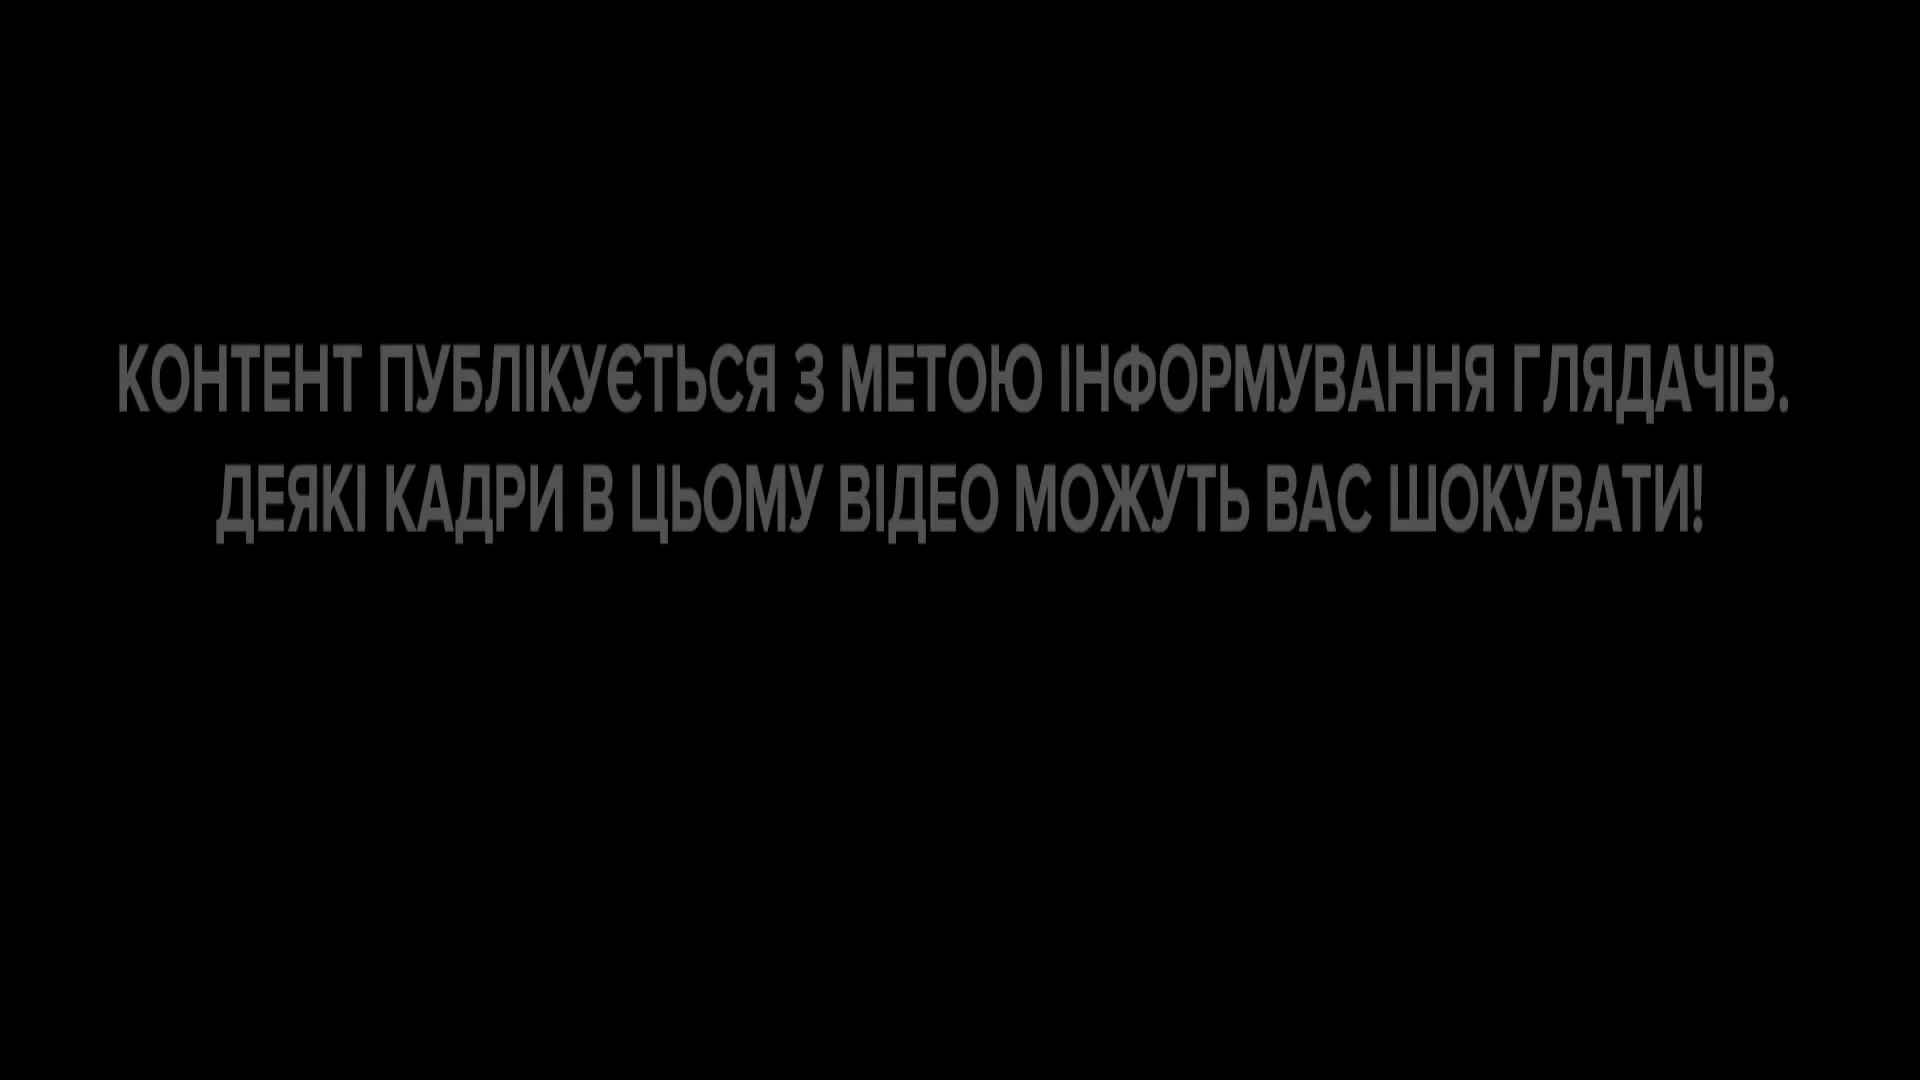 КОНТЕНТ ПУБЛІКУЄТЬСЯ З МЕТОЮ ІНФОРМУВАННЯ ГЛЯДАЧІВ.
ДЕЯКІ КАДРИ В ЦЬОМУ ВІДЕО МОЖУТЬ ВАС ШОКУВАТИ!